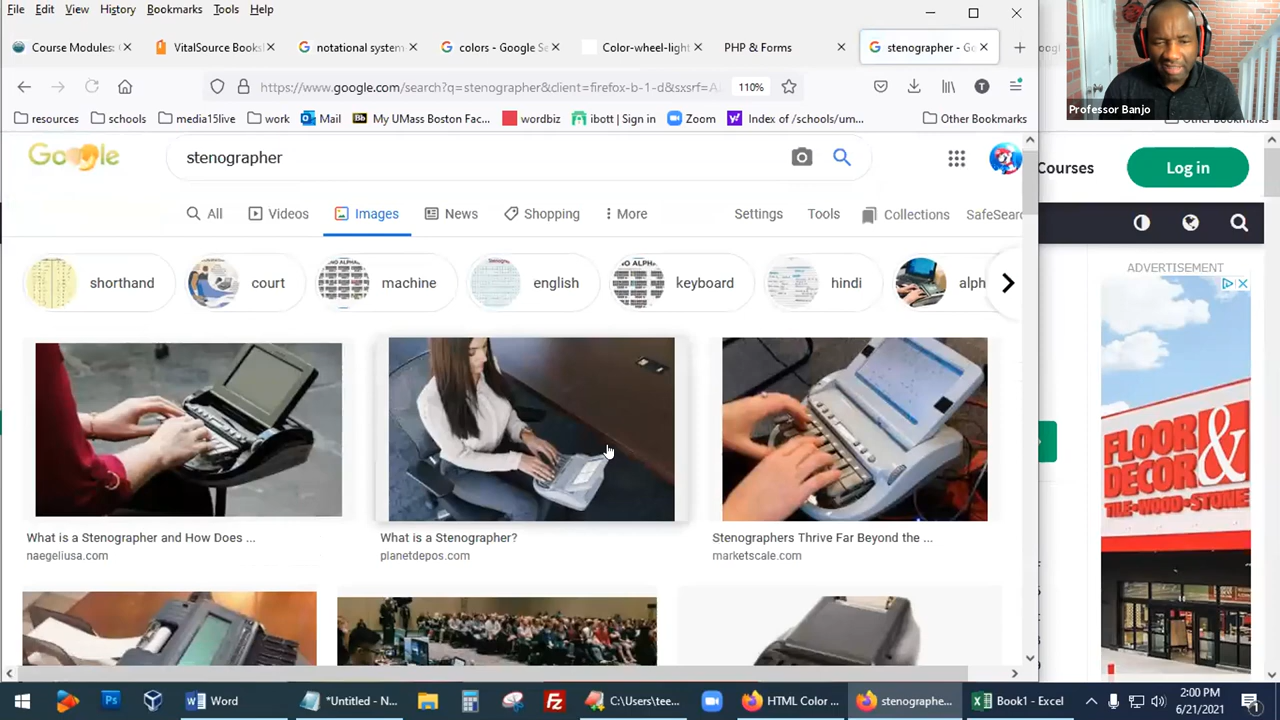 File Edit View History Bookmarks Tools Help
Course Modules: VitalSource Books notational system colors - Google Se Color-wheel-light PHP & Forms stenographer - Go
https://www.google.com/search?q=stenographer&client=firefox-b-1-d&sxsrf=A 110%
resources schools media15live work Mail My Mass Fac... wordbiz ibott | Sign in Zoom Index of /schools/um... Other Bookmarks
Professor Banjo
Google stenographer
Courses Log in
All Videos Images News Shopping More Settings Tools Collections SafeSearc
shorthand court machine english keyboard hindi alph
ADVERTISEMENT
What is a Stenographer and How Does ...
naegeliusa.com
What is a Stenographer?
planetdepos.com
Stenographers Thrive Far Beyond the ...
marketscale.com
FLOOR &
DECOR
TILE•WOOD•STONE
Word *Untitled - N... C:\Users\tee... HTML Color ... stenographe... Book1 - Excel
2:00 PM
6/21/2021